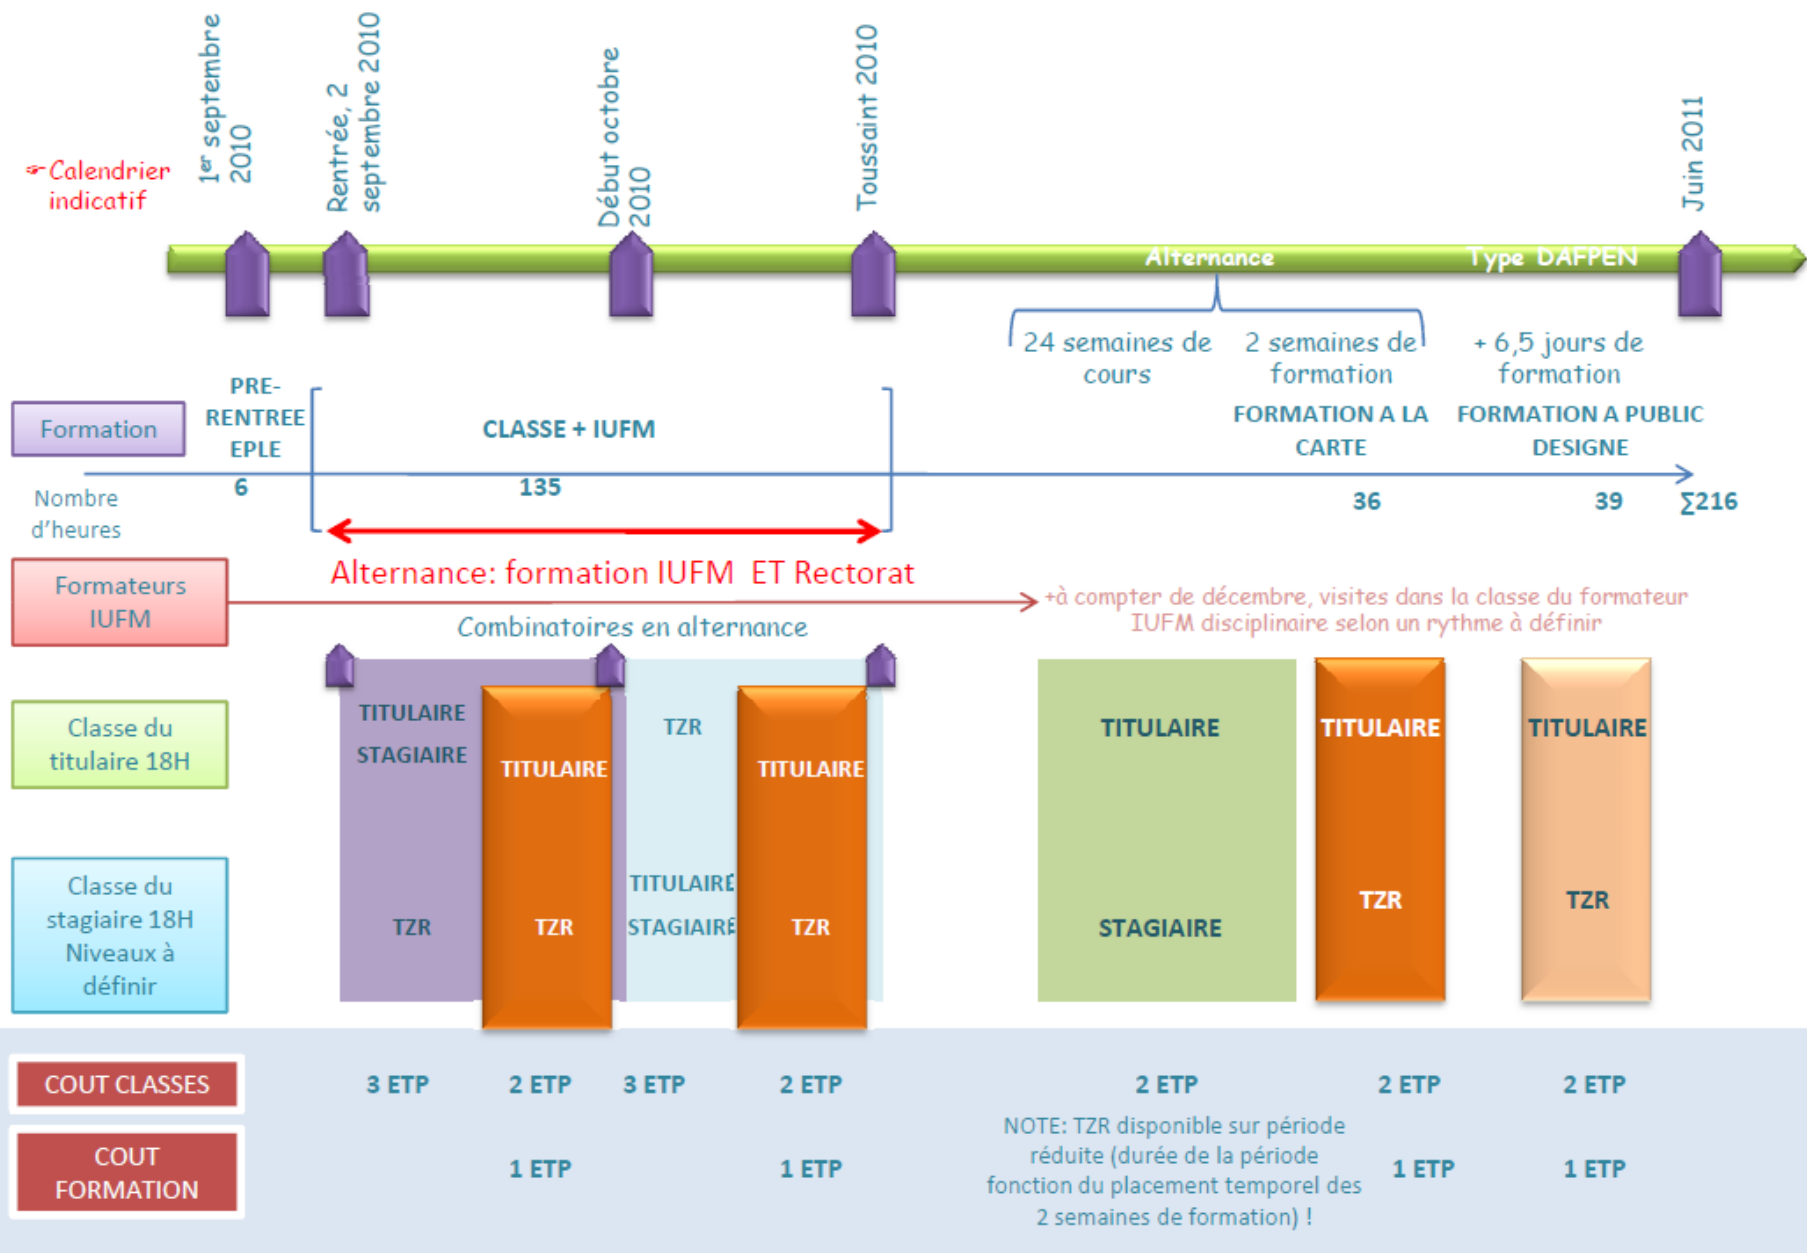 1er septembre
2010
Rentrée, 2
septembre 2010
Début octobre
2010
Toussaint 2010
Juin 2011
☞Calendrier
indicatif
Alternance
Type DAFPEN
24 semaines de
cours
2 semaines de
formation
+ 6,5 jours de
formation
Formation
PRE-
RENTREE
EPLE
CLASSE + IUFM
FORMATION A LA
CARTE
FORMATION A PUBLIC
DESIGNE
Nombre
d'heures
6
135
36
39
∑216
Alternance: formation IUFM ET Rectorat
Formateurs
IUFM
+à compter de décembre, visites dans la classe du formateur
IUFM disciplinaire selon un rythme à définir
Combinatoires en alternance
Classe du
titulaire 18H
TITULAIRE
STAGIAIRE
TITULAIRE
TZR
TITULAIRE
TITULAIRE
TITULAIRE
TITULAIRE
Classe du
stagiaire 18H
Niveaux à
définir
TZR
TZR
TITULAIRE
STAGIAIRE
TZR
STAGIAIRE
TZR
TZR
COUT CLASSES
3 ETP
2 ETP
3 ETP
2 ETP
2 ETP
2 ETP
2 ETP
COUT
FORMATION
1 ETP
1 ETP
NOTE: TZR disponible sur période
réduite (durée de la période
fonction du placement temporel des
2 semaines de formation) !
1 ETP
1 ETP